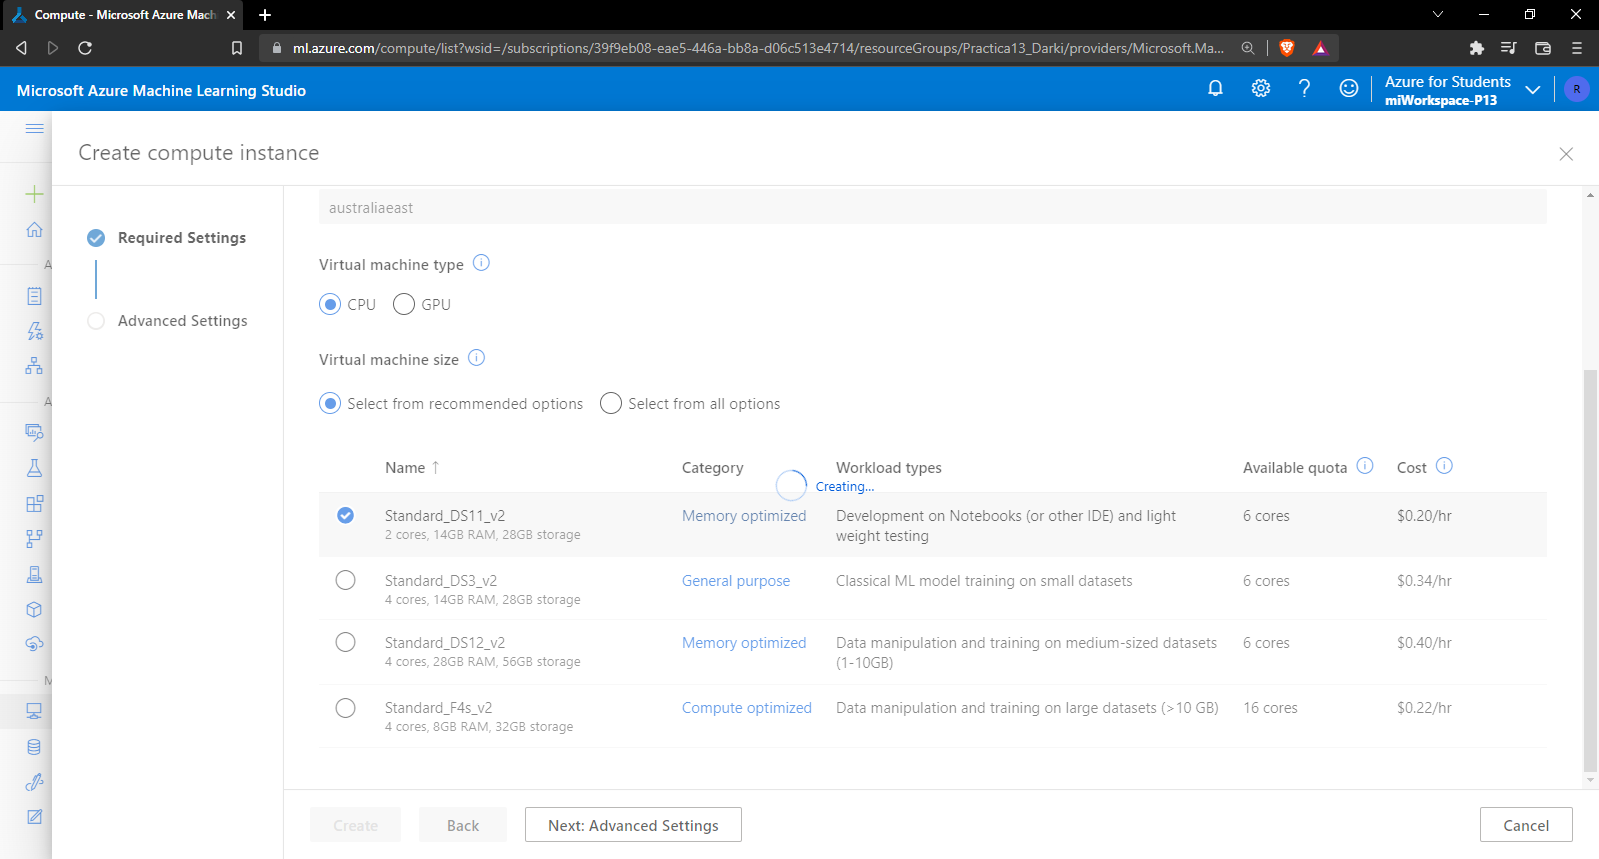 Compute - Microsoft Azure Mach
ml.azure.com/compute/list?wsid=/subscriptions/39f9eb08-eae5-446a-bb8a-d06c513e4714/resourceGroups/Practica13_Darki/providers/Microsoft.Ma...
Microsoft Azure Machine Learning Studio
Azure for Students
miWorkspace-P13
R
Create compute instance
australiaeast
Required Settings
Advanced Settings
Virtual machine type
CPU GPU
Virtual machine size
Select from recommended options Select from all options
Name ↑ Category Workload types Available quota Cost
Creating...
Standard_DS11_v2 Memory optimized Development on Notebooks (or other IDE) and light 6 cores $0.20/hr
2 cores, 14GB RAM, 28GB storage weight testing
Standard_DS3_v2 General purpose Classical ML model training on small datasets 6 cores $0.34/hr
4 cores, 14GB RAM, 28GB storage
Standard_DS12_v2 Memory optimized Data manipulation and training on medium-sized datasets 6 cores $0.40/hr
4 cores, 28GB RAM, 56GB storage (1-10GB)
Standard_F4s_v2 Compute optimized Data manipulation and training on large datasets (>10 GB) 16 cores $0.22/hr
4 cores, 8GB RAM, 32GB storage
Create Back Next: Advanced Settings Cancel